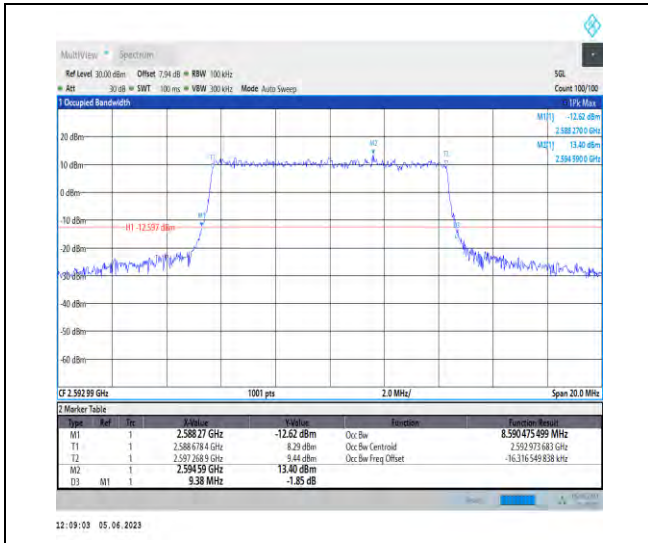 MultiView Spectrum
Ref Level 30.00 dBm Offset 7.94 dB RBW 100 kHz SGL
Att 30 dB SWT 100 ms VBW 300 kHz Mode Auto Sweep Count 100/100
1 Occupied Bandwidth 1Pk Max
M1[1] -12.62 dBm
2.588 2700 GHz
M2[1] 13.40 dBm
2.594 5900 GHz
20 dBm
M2
10 dBm
0 dBm
M1
-10 dBm
H1 -12.597 dBm
-20 dBm
-30 dBm
-40 dBm
-50 dBm
-60 dBm
CF 2.592 99 GHz 1001 pts 2.0 MHz/ Span 20.0 MHz
2 Marker Table
Type Ref Trc X-Value Y-Value Function Function Result
M1 1 2.588 27 GHz -12.62 dBm Occ Bw 8.590 475 499 MHz
T1 1 2.588 678 4 GHz 8.29 dBm Occ Bw Centroid 2.592 973 683 GHz
T2 1 2.597 268 9 GHz 9.44 dBm Occ Bw Freq Offset -16.316 549 838 kHz
M2 1 2.594 59 GHz 13.40 dBm
D3 M1 1 9.38 MHz -1.85 dB
12:09:03 05.06.2023